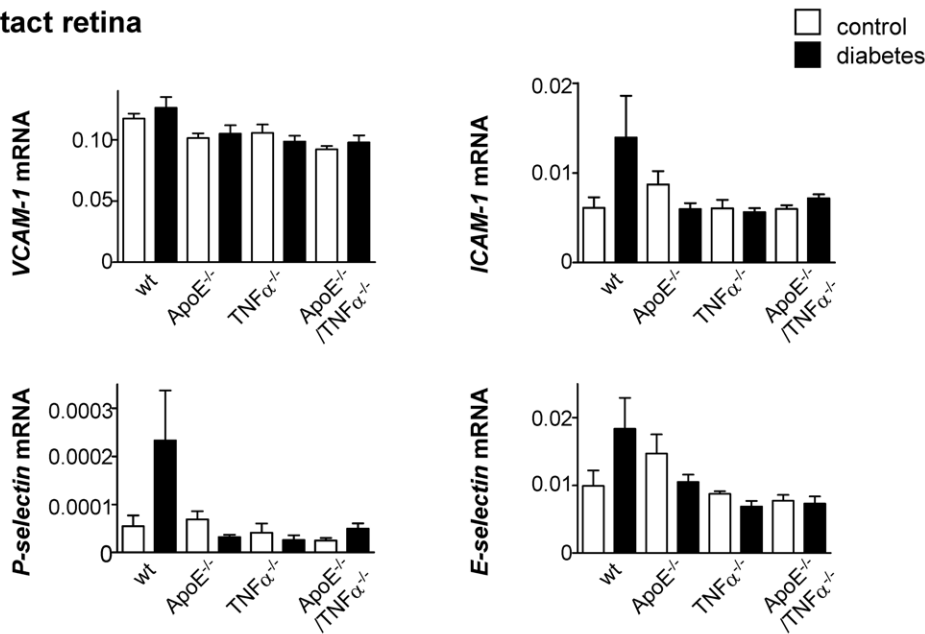 tact retina
control
diabetes
VCAM-1 mRNA
0.10
0.05
0
wt
ApoE-/-
TNFα-/-
ApoE-/-
/TNFα-/-
ICAM-1 mRNA
0.02
0.01
0
wt
ApoE-/-
TNFα-/-
ApoE-/-
/TNFα-/-
P-selectin mRNA
0.0003
0.0002
0.0001
0
wt
ApoE-/-
TNFα-/-
ApoE-/-
/TNFα-/-
E-selectin mRNA
0.02
0.01
0
wt
ApoE-/-
TNFα-/-
ApoE-/-
/TNFα-/-